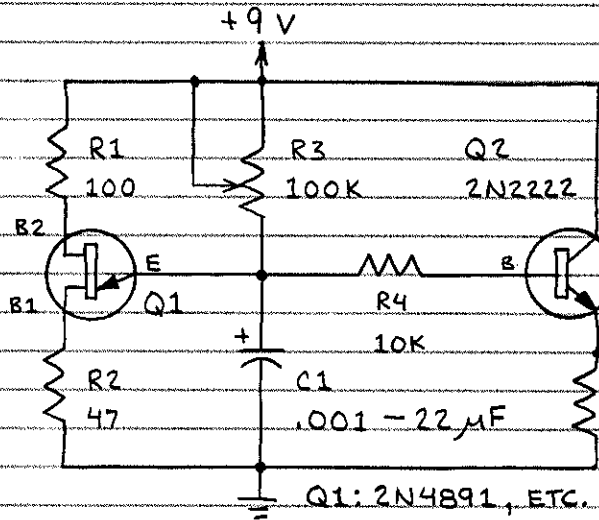 +9 V
R1
100
R3
100K
Q2
2N2222
B2
E
B
Q1
B1
R4
10K
+
R2
47
C1
.001 - 22 µF
Q1: 2N4891, ETC.